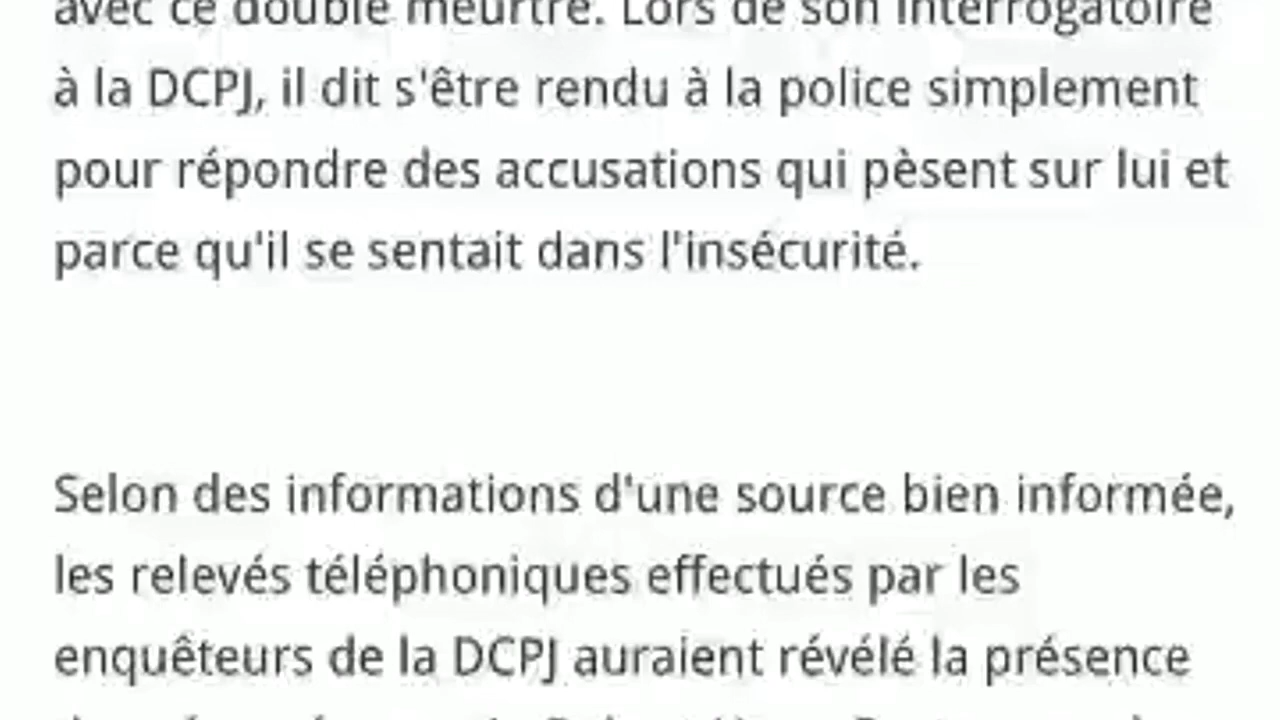 avec ce double meurtre. Lors de son interrogatoire
à la DCPJ, il dit s'être rendu à la police simplement
pour répondre des accusations qui pèsent sur lui et
parce qu'il se sentait dans l'insécurité.
Selon des informations d'une source bien informée,
les relevés téléphoniques effectués par les
enquêteurs de la DCPJ auraient révélé la présence